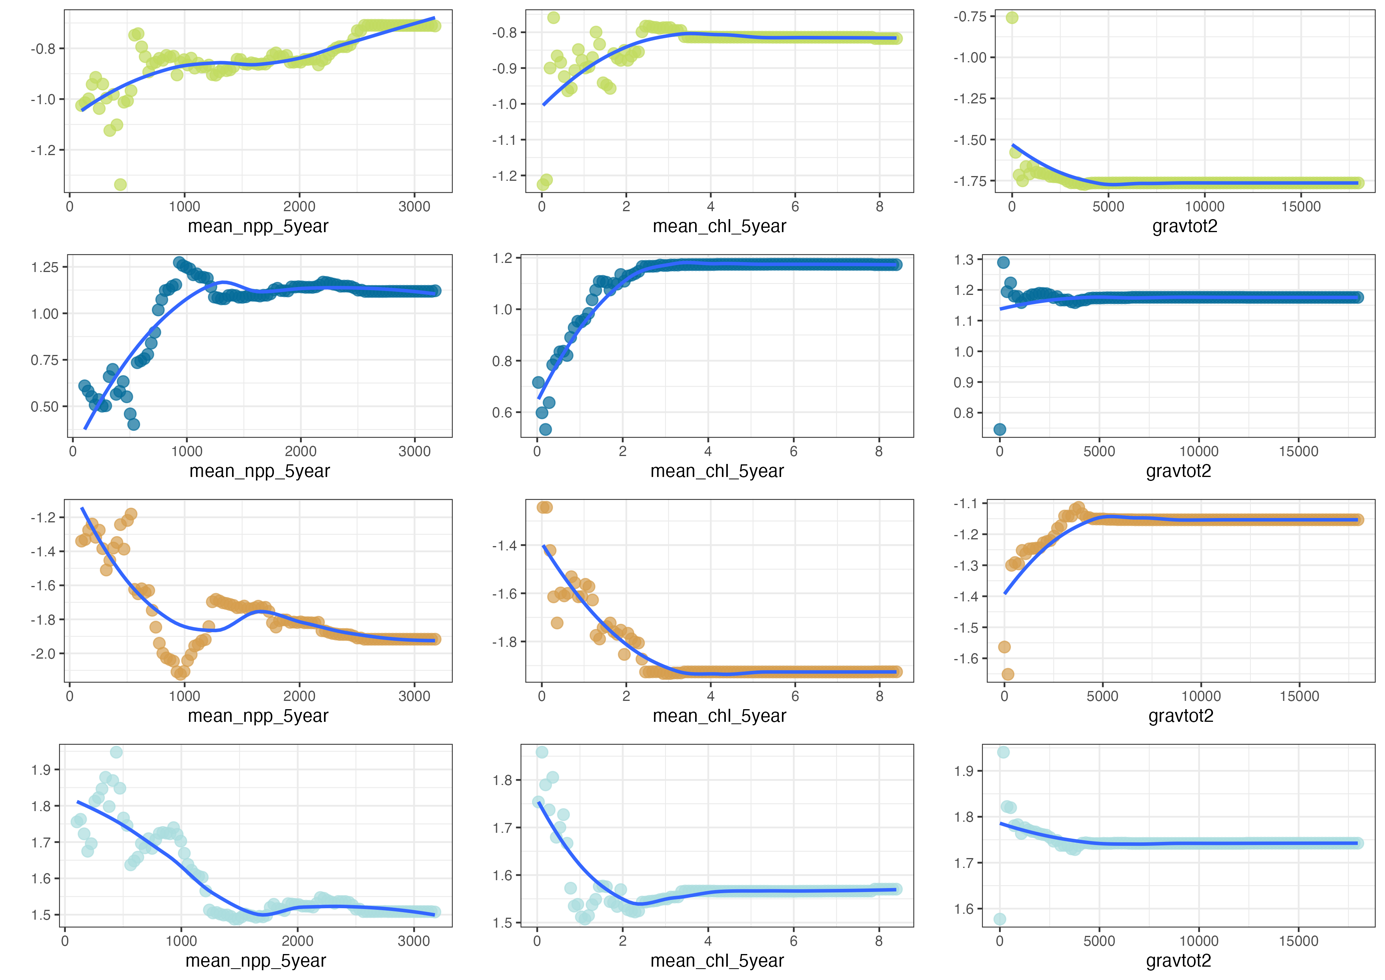 -0.8
-1.0
-1.2
0 1000 2000 3000
mean_npp_5year
-0.8
-0.9
-1.0
-1.1
-1.2
0 2 4 6 8
mean_chl_5year
-0.75
-1.00
-1.25
-1.50
-1.75
0 5000 10000 15000
gravtot2
1.25
1.00
0.75
0.50
0 1000 2000 3000
mean_npp_5year
1.2
1.0
0.8
0.6
0 2 4 6 8
mean_chl_5year
1.3
1.2
1.1
1.0
0.9
0.8
0 5000 10000 15000
gravtot2
-1.2
-1.4
-1.6
-1.8
-2.0
0 1000 2000 3000
mean_npp_5year
-1.4
-1.6
-1.8
0 2 4 6 8
mean_chl_5year
-1.1
-1.2
-1.3
-1.4
-1.5
-1.6
0 5000 10000 15000
gravtot2
1.9
1.8
1.7
1.6
1.5
0 1000 2000 3000
mean_npp_5year
1.8
1.7
1.6
1.5
0 2 4 6 8
mean_chl_5year
1.9
1.8
1.7
1.6
0 5000 10000 15000
gravtot2